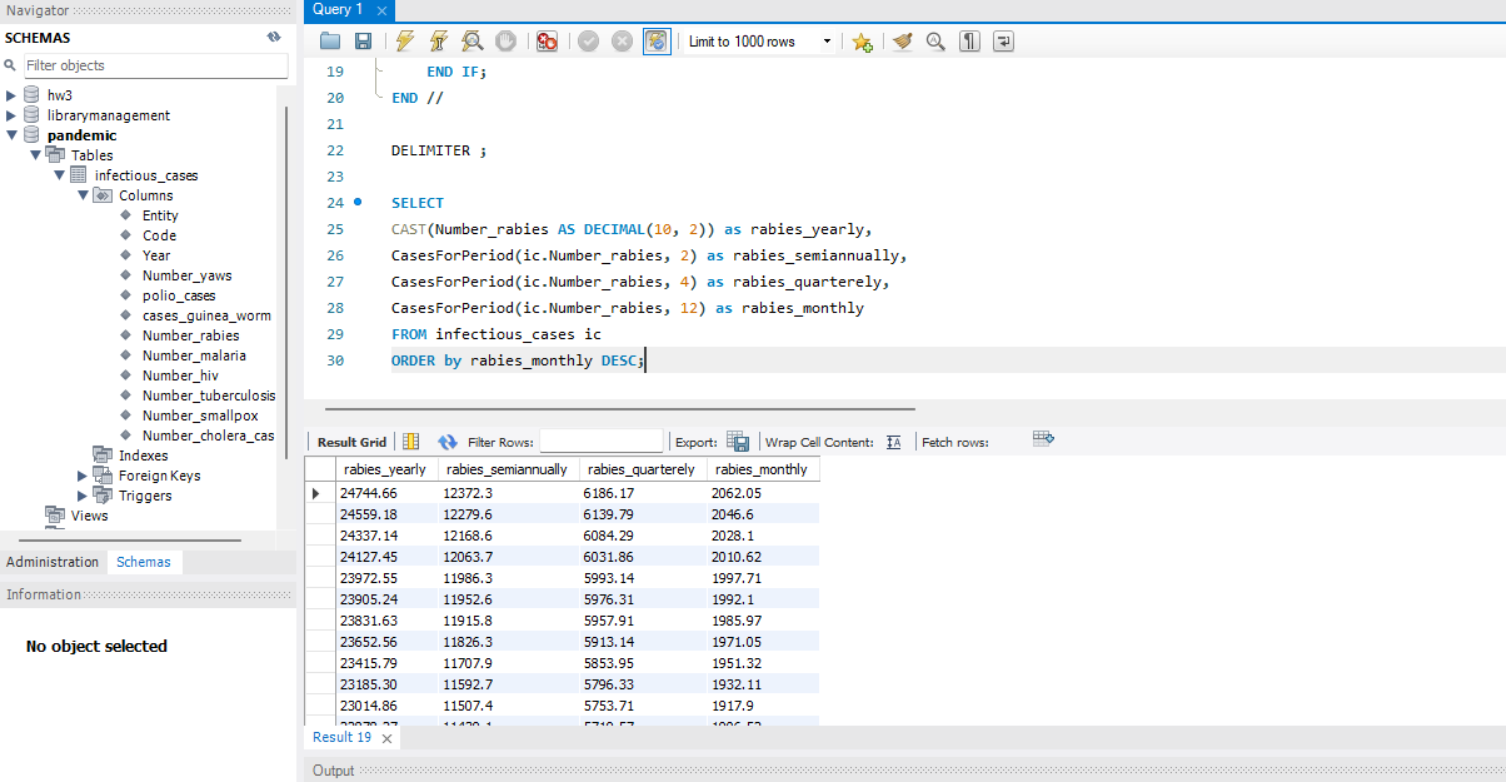 Navigator
SCHEMAS
Filter objects
hw3
librarymanagement
pandemic
Tables
infectious_cases
Columns
Entity
Code
Year
Number_yaws
polio_cases
cases_guinea_worm
Number_rabies
Number_malaria
Number_hiv
Number_tuberculosis
Number_smallpox
Number_cholera_cas
Indexes
Foreign Keys
Triggers
Views
Administration Schemas
Information
No object selected
Query 1
Limit to 1000 rows
19 END IF;
20 END //
21
22 DELIMITER ;
23
24 SELECT
25 CAST(Number_rabies AS DECIMAL(10, 2)) as rabies_yearly,
26 CasesForPeriod(ic.Number_rabies, 2) as rabies_semiannually,
27 CasesForPeriod(ic.Number_rabies, 4) as rabies_quarterely,
28 CasesForPeriod(ic.Number_rabies, 12) as rabies_monthly
29 FROM infectious_cases ic
30 ORDER by rabies_monthly DESC;
Result Grid Filter Rows: Export: Wrap Cell Content: Fetch rows:
rabies_yearly rabies_semiannually rabies_quarterely rabies_monthly
24744.66 12372.3 6186.17 2062.05
24559.18 12279.6 6139.79 2046.6
24337.14 12168.6 6084.29 2028.1
24127.45 12063.7 6031.86 2010.62
23972.55 11986.3 5993.14 1997.71
23905.24 11952.6 5976.31 1992.1
23831.63 11915.8 5957.91 1985.97
23652.56 11826.3 5913.14 1971.05
23415.79 11707.9 5853.95 1951.32
23185.30 11592.7 5796.33 1932.11
23014.86 11507.4 5753.71 1917.9
Result 19
Output